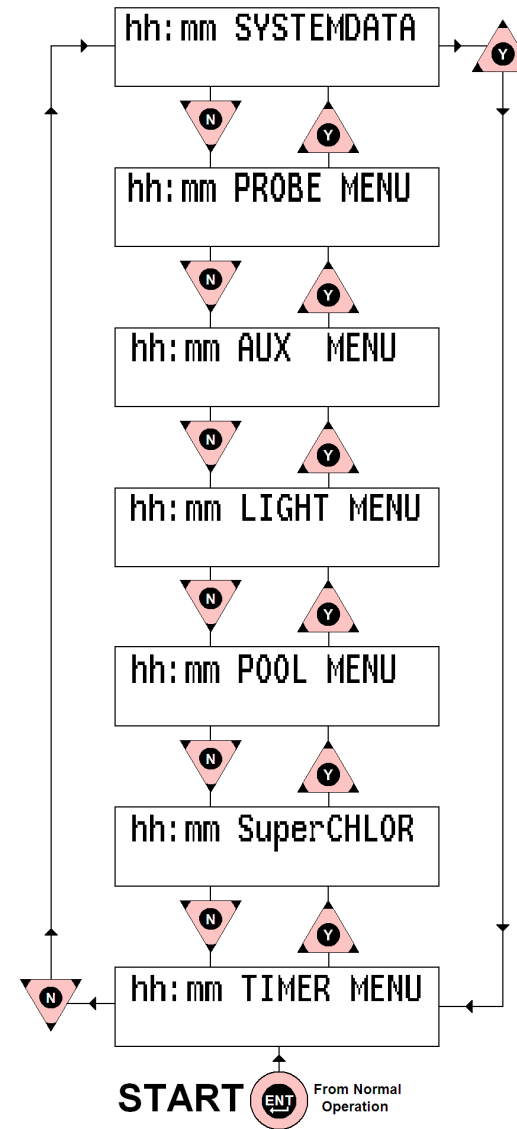 hh:mm SYSTEMDATA
Y
N Y
hh:mm PROBE MENU
N Y
hh:mm AUX  MENU
N Y
hh:mm LIGHT MENU
N Y
hh:mm POOL MENU
N Y
hh:mm SuperCHLOR
N Y
hh:mm TIMER MENU
N
START ENT From Normal
Operation